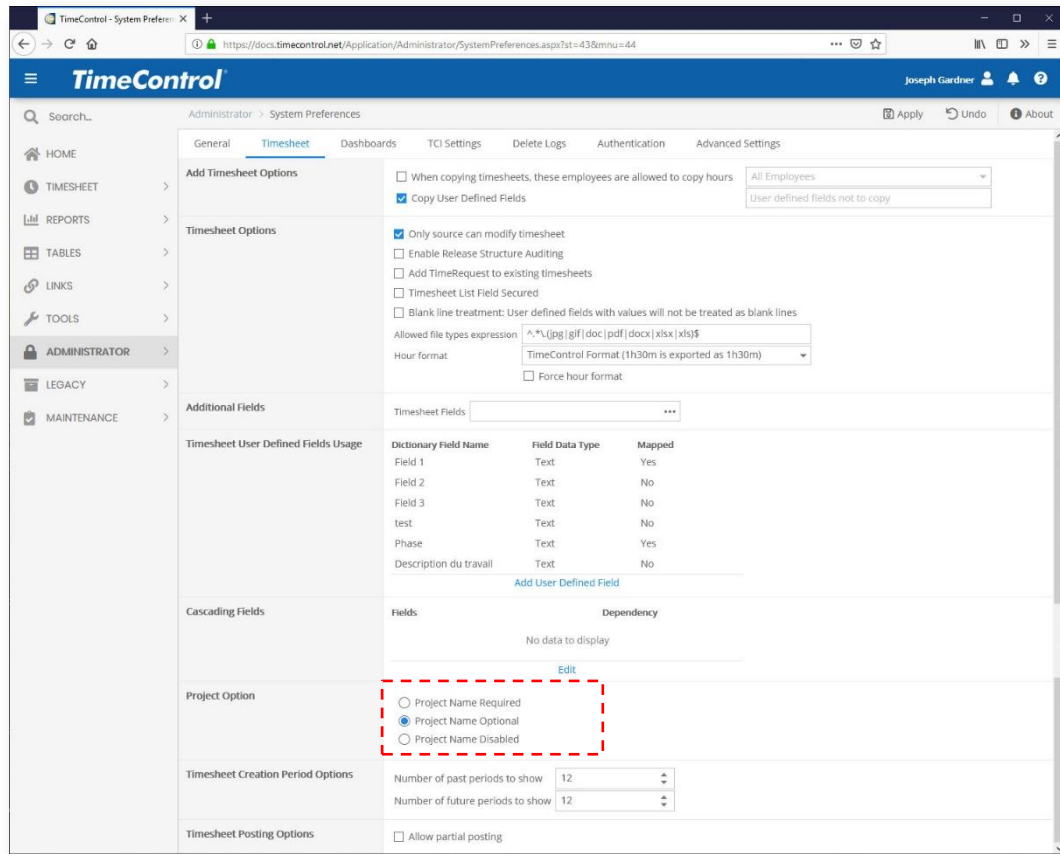 TimeControl - System Preferen
https://docs.timecontrol.net/Application/Administrator/SystemPreferences.aspx?st=43&mnu=44
TimeControl
Joseph Gardner
Search...
Administrator > System Preferences
Apply Undo About
General Timesheet Dashboards TCI Settings Delete Logs Authentication Advanced Settings
HOME
TIMESHEET
REPORTS
TABLES
LINKS
TOOLS
ADMINISTRATOR
LEGACY
MAINTENANCE
Add Timesheet Options
When copying timesheets, these employees are allowed to copy hours All Employees
Copy User Defined Fields User defined fields not to copy
Timesheet Options
Only source can modify timesheet
Enable Release Structure Auditing
Add TimeRequest to existing timesheets
Timesheet List Field Secured
Blank line treatment: User defined fields with values will not be treated as blank lines
Allowed file types expression ^.*\.(jpg|gif|doc|pdf|docx|xlsx|xls)$
Hour format TimeControl Format (1h30m is exported as 1h30m)
Force hour format
Additional Fields
Timesheet Fields ...
Timesheet User Defined Fields Usage
Dictionary Field Name Field Data Type Mapped
Field 1 Text Yes
Field 2 Text No
Field 3 Text No
test Text No
Phase Text Yes
Description du travail Text No
Add User Defined Field
Cascading Fields
Fields Dependency
No data to display
Edit
Project Option
Project Name Required
Project Name Optional
Project Name Disabled
Timesheet Creation Period Options
Number of past periods to show 12
Number of future periods to show 12
Timesheet Posting Options
Allow partial posting